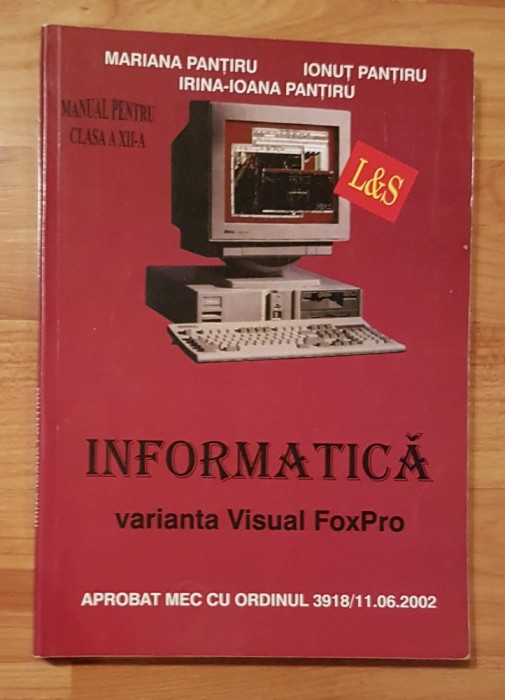 MARIANA PANȚIRU IONUȚ PANȚIRU
IRINA-IOANA PANȚIRU
MANUAL PENTRU
CLASA A XII-A
L&S
INFORMATICĂ
varianta Visual FoxPro
APROBAT MEC CU ORDINUL 3918/11.06.2002